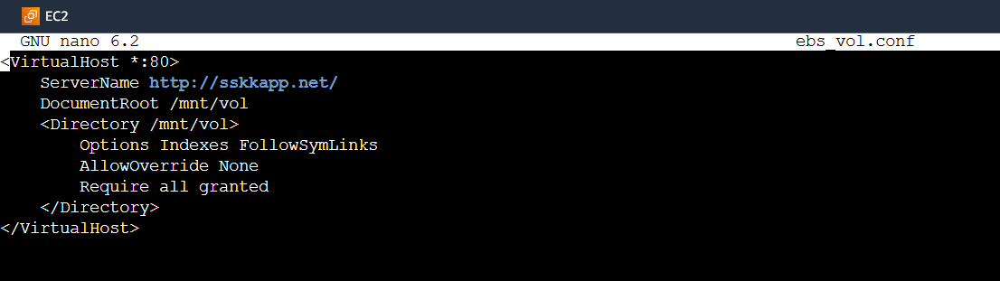 EC2
GNU nano 6.2 ebs_vol.conf
<VirtualHost *:80>
    ServerName http://sskkapp.net/
    DocumentRoot /mnt/vol
    <Directory /mnt/vol>
        Options Indexes FollowSymLinks
        AllowOverride None
        Require all granted
    </Directory>
</VirtualHost>